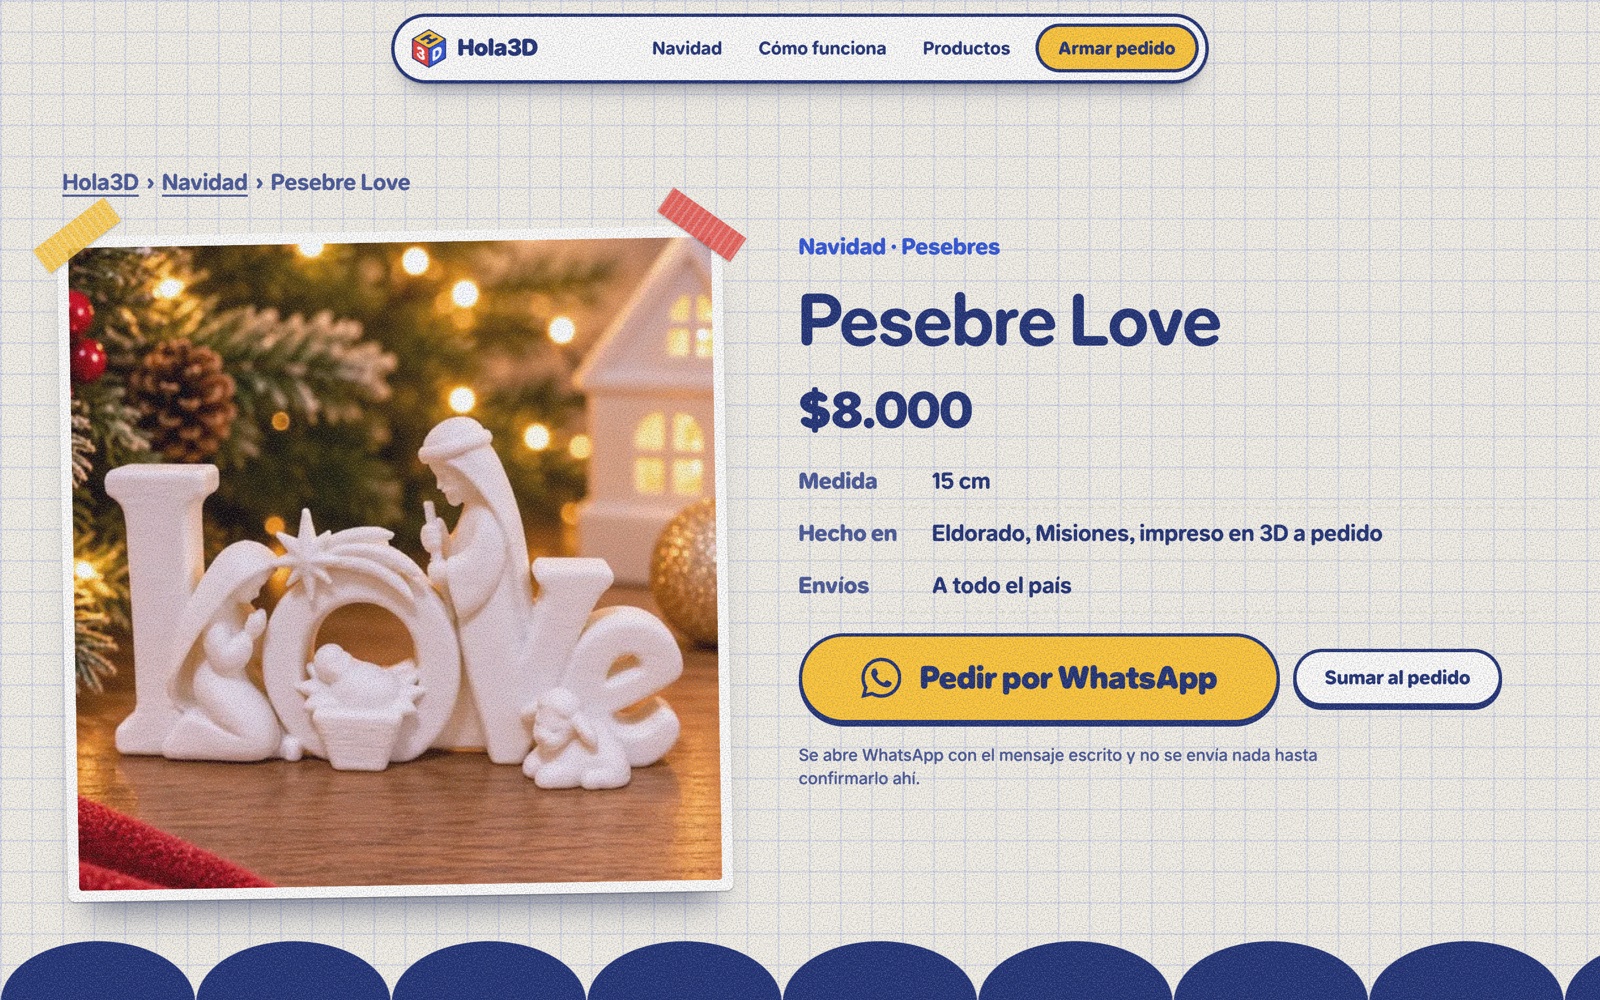 H 3 D Hola3D
Navidad
Cómo funciona
Productos
Armar pedido
Hola3D › Navidad › Pesebre Love
love
Navidad · Pesebres
Pesebre Love
$8.000
Medida 15 cm
Hecho en Eldorado, Misiones, impreso en 3D a pedido
Envíos A todo el país
Pedir por WhatsApp
Sumar al pedido
Se abre WhatsApp con el mensaje escrito y no se envía nada hasta
confirmarlo ahí.